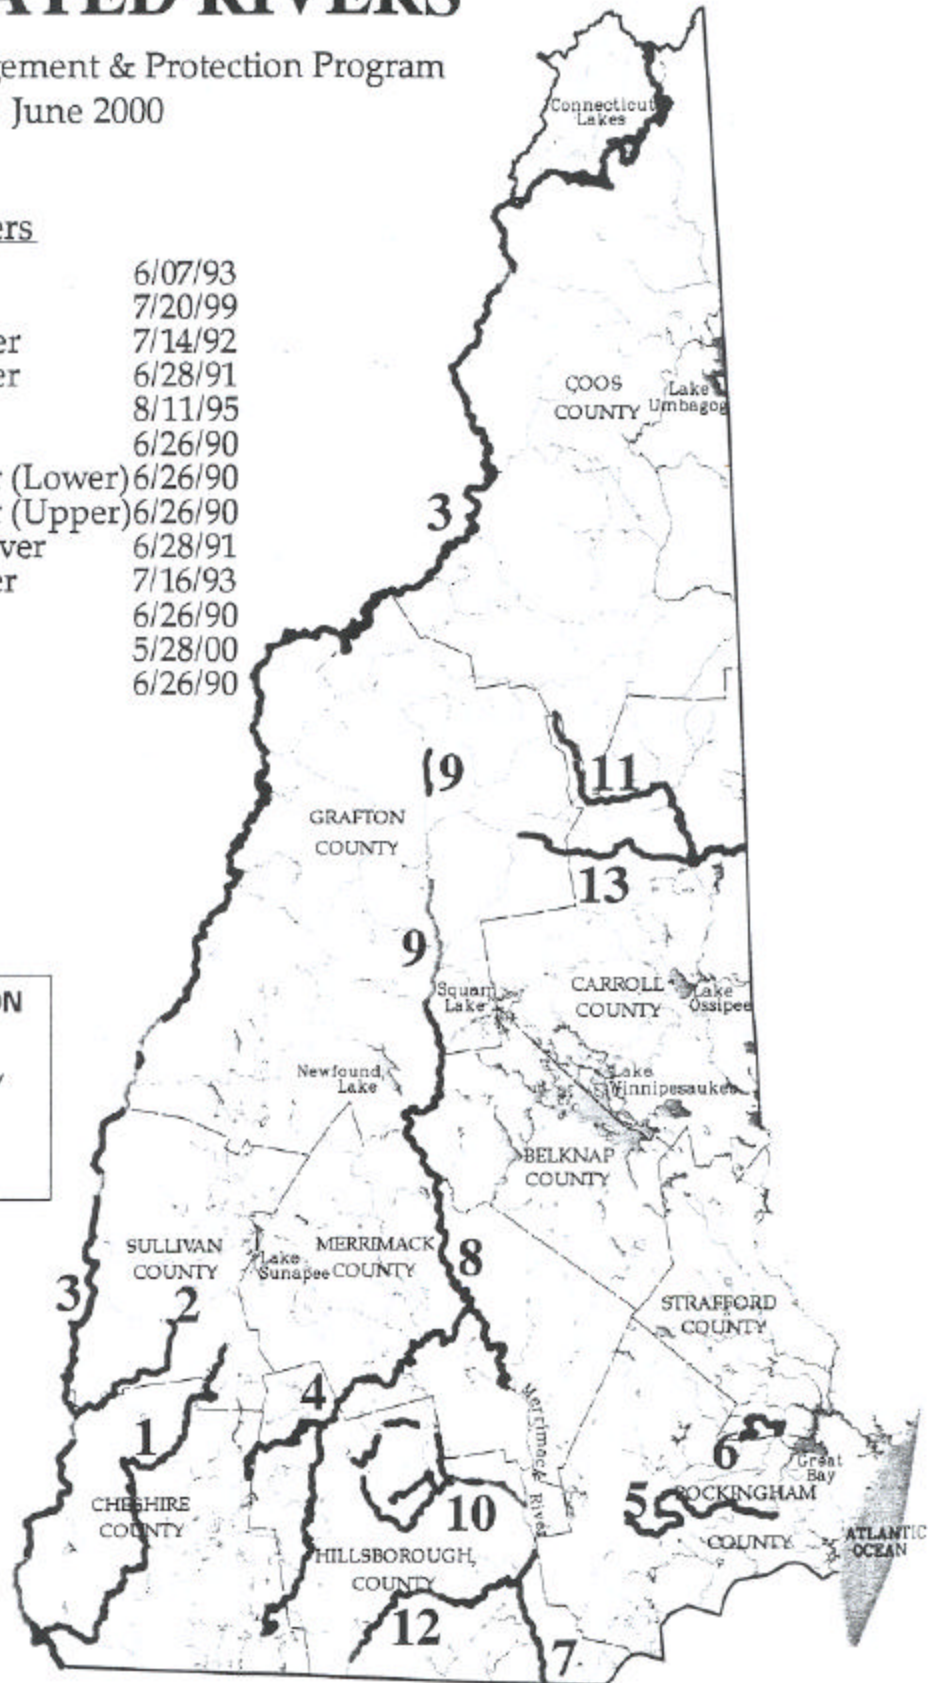 ATED RIVERS
gement & Protection Program
June 2000
ers
6/07/93
7/20/99
er 7/14/92
er 6/28/91
8/11/95
6/26/90
r (Lower) 6/26/90
r (Upper) 6/26/90
ver 6/28/91
er 7/16/93
6/26/90
5/28/00
6/26/90
Connecticut
Lakes
COOS
COUNTY
Lake
Umbagog
3
9
11
GRAFTON
COUNTY
13
9
ON
Squam
Lake
CARROLL
COUNTY
Lake
Ossipee
Newfound
Lake
Lake
Winnipesaukee
BELKNAP
COUNTY
SULLIVAN
COUNTY
Lake
Sunapee
MERRIMACK
COUNTY
8
3
2
STRAFFORD
COUNTY
4
Merrimack River
1
6
Great
Bay
CHESHIRE
COUNTY
10
5
ROCKINGHAM
COUNTY
ATLANTIC
OCEAN
HILLSBOROUGH
COUNTY
12
7